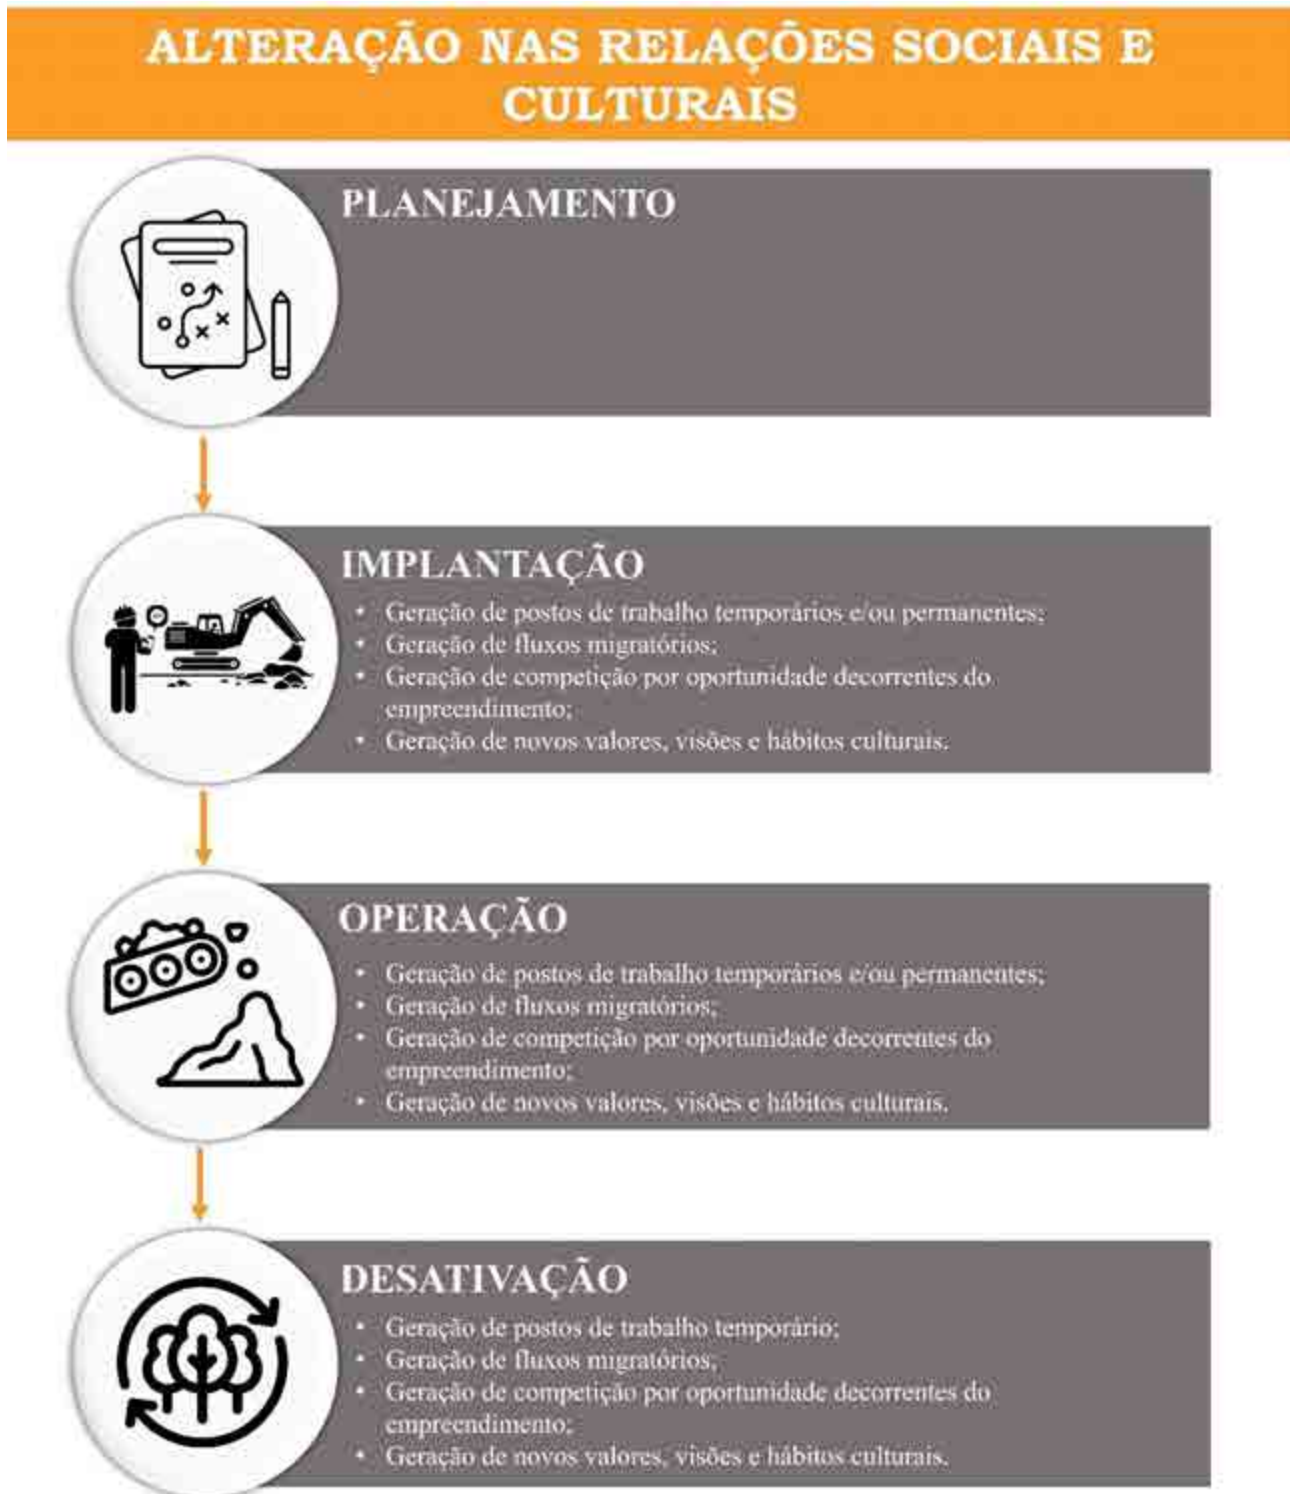 ALTERAÇÃO NAS RELAÇÕES SOCIAIS E
CULTURAIS
PLANEJAMENTO
IMPLANTAÇÃO
• Geração de postos de trabalho temporários e/ou permanentes;
• Geração de fluxos migratórios;
• Geração de competição por oportunidade decorrentes do
empreendimento;
• Geração de novos valores, visões e hábitos culturais.
OPERAÇÃO
• Geração de postos de trabalho temporários e/ou permanentes;
• Geração de fluxos migratórios;
• Geração de competição por oportunidade decorrentes do
empreendimento;
• Geração de novos valores, visões e hábitos culturais.
DESATIVAÇÃO
• Geração de postos de trabalho temporário;
• Geração de fluxos migratórios;
• Geração de competição por oportunidade decorrentes do
empreendimento;
• Geração de novos valores, visões e hábitos culturais.